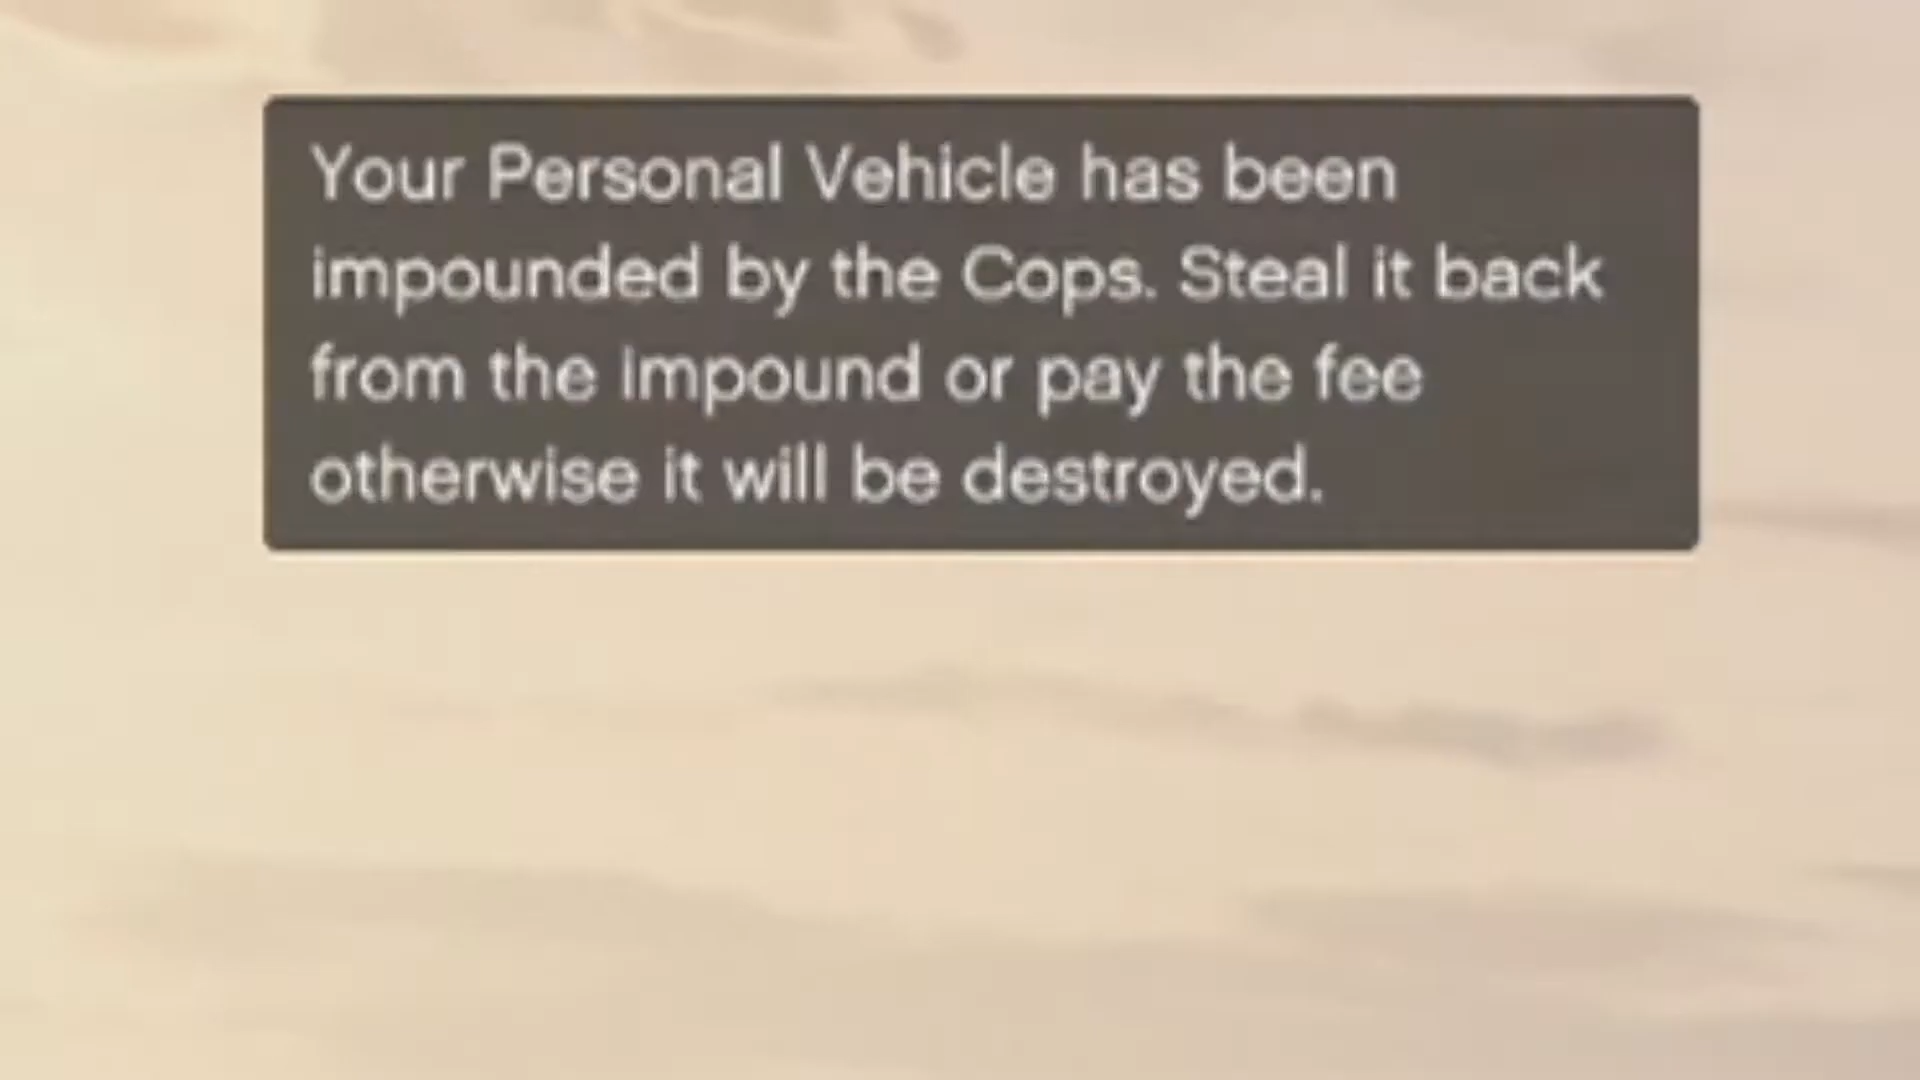 Your Personal Vehicle has been
impounded by the Cops. Steal it back
from the Impound or pay the fee
otherwise it will be destroyed.